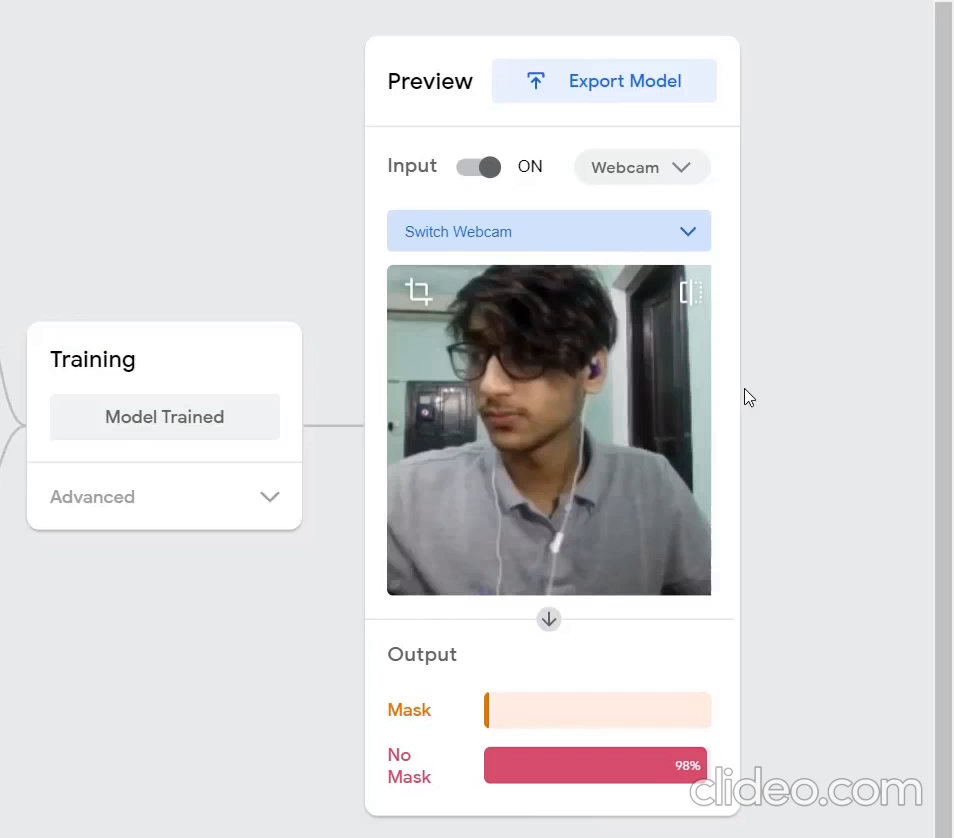 Preview
Export Model
Input
ON
Webcam
Switch Webcam
Training
Model Trained
Advanced
Output
Mask
No
Mask
98%
clideo.com